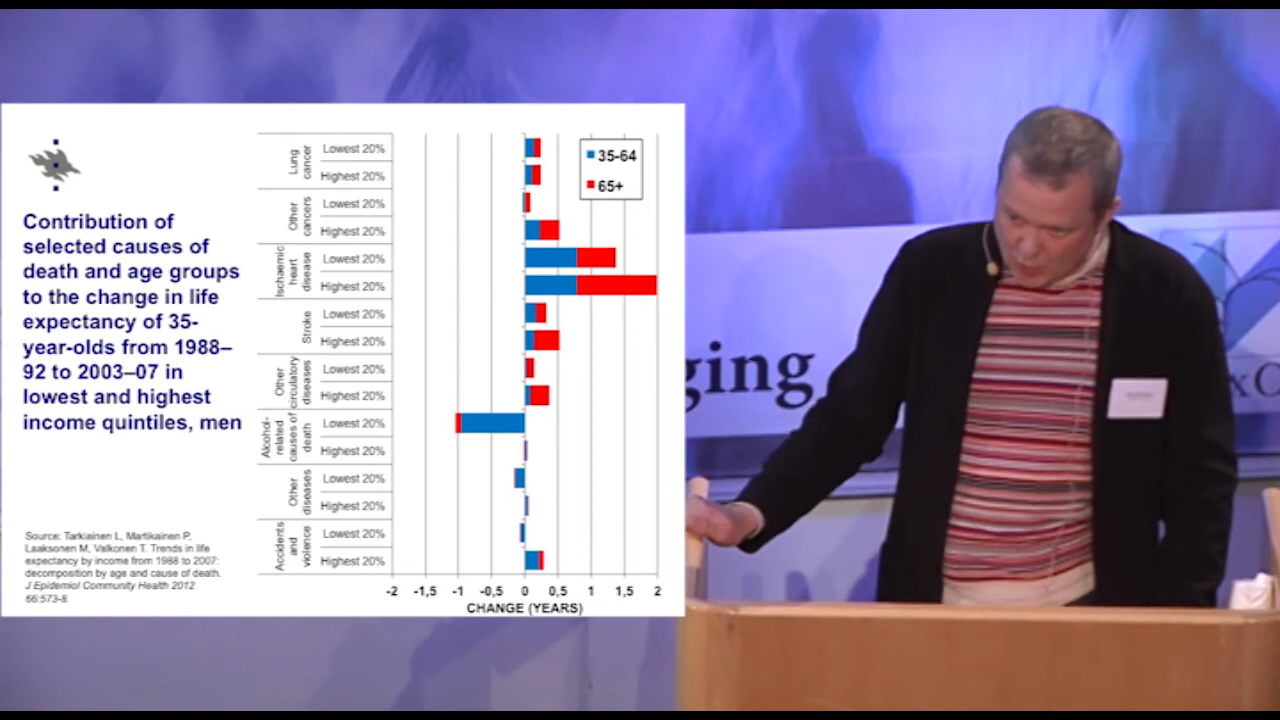 Contribution of
selected causes of
death and age groups
to the change in life
expectancy of 35-
year-olds from 1988–
92 to 2003–07 in
lowest and highest
income quintiles, men
Source: Tarkiainen L, Martikainen P,
Laaksonen M, Valkonen T. Trends in life
expectancy by income from 1988 to 2007:
decomposition by age and cause of death.
J Epidemiol Community Health 2012
66:573-8.
Lung
cancer
Lowest 20%
Highest 20%
Other
cancers
Lowest 20%
Highest 20%
Ischaemic
heart
disease
Lowest 20%
Highest 20%
Stroke
Lowest 20%
Highest 20%
Other
circulatory
diseases
Lowest 20%
Highest 20%
Alcohol-
related
causes of
death
Lowest 20%
Highest 20%
Other
diseases
Lowest 20%
Highest 20%
Accidents
and
violence
Lowest 20%
Highest 20%
35-64
65+
-2 -1,5 -1 -0,5 0 0,5 1 1,5 2
CHANGE (YEARS)
ging
xO